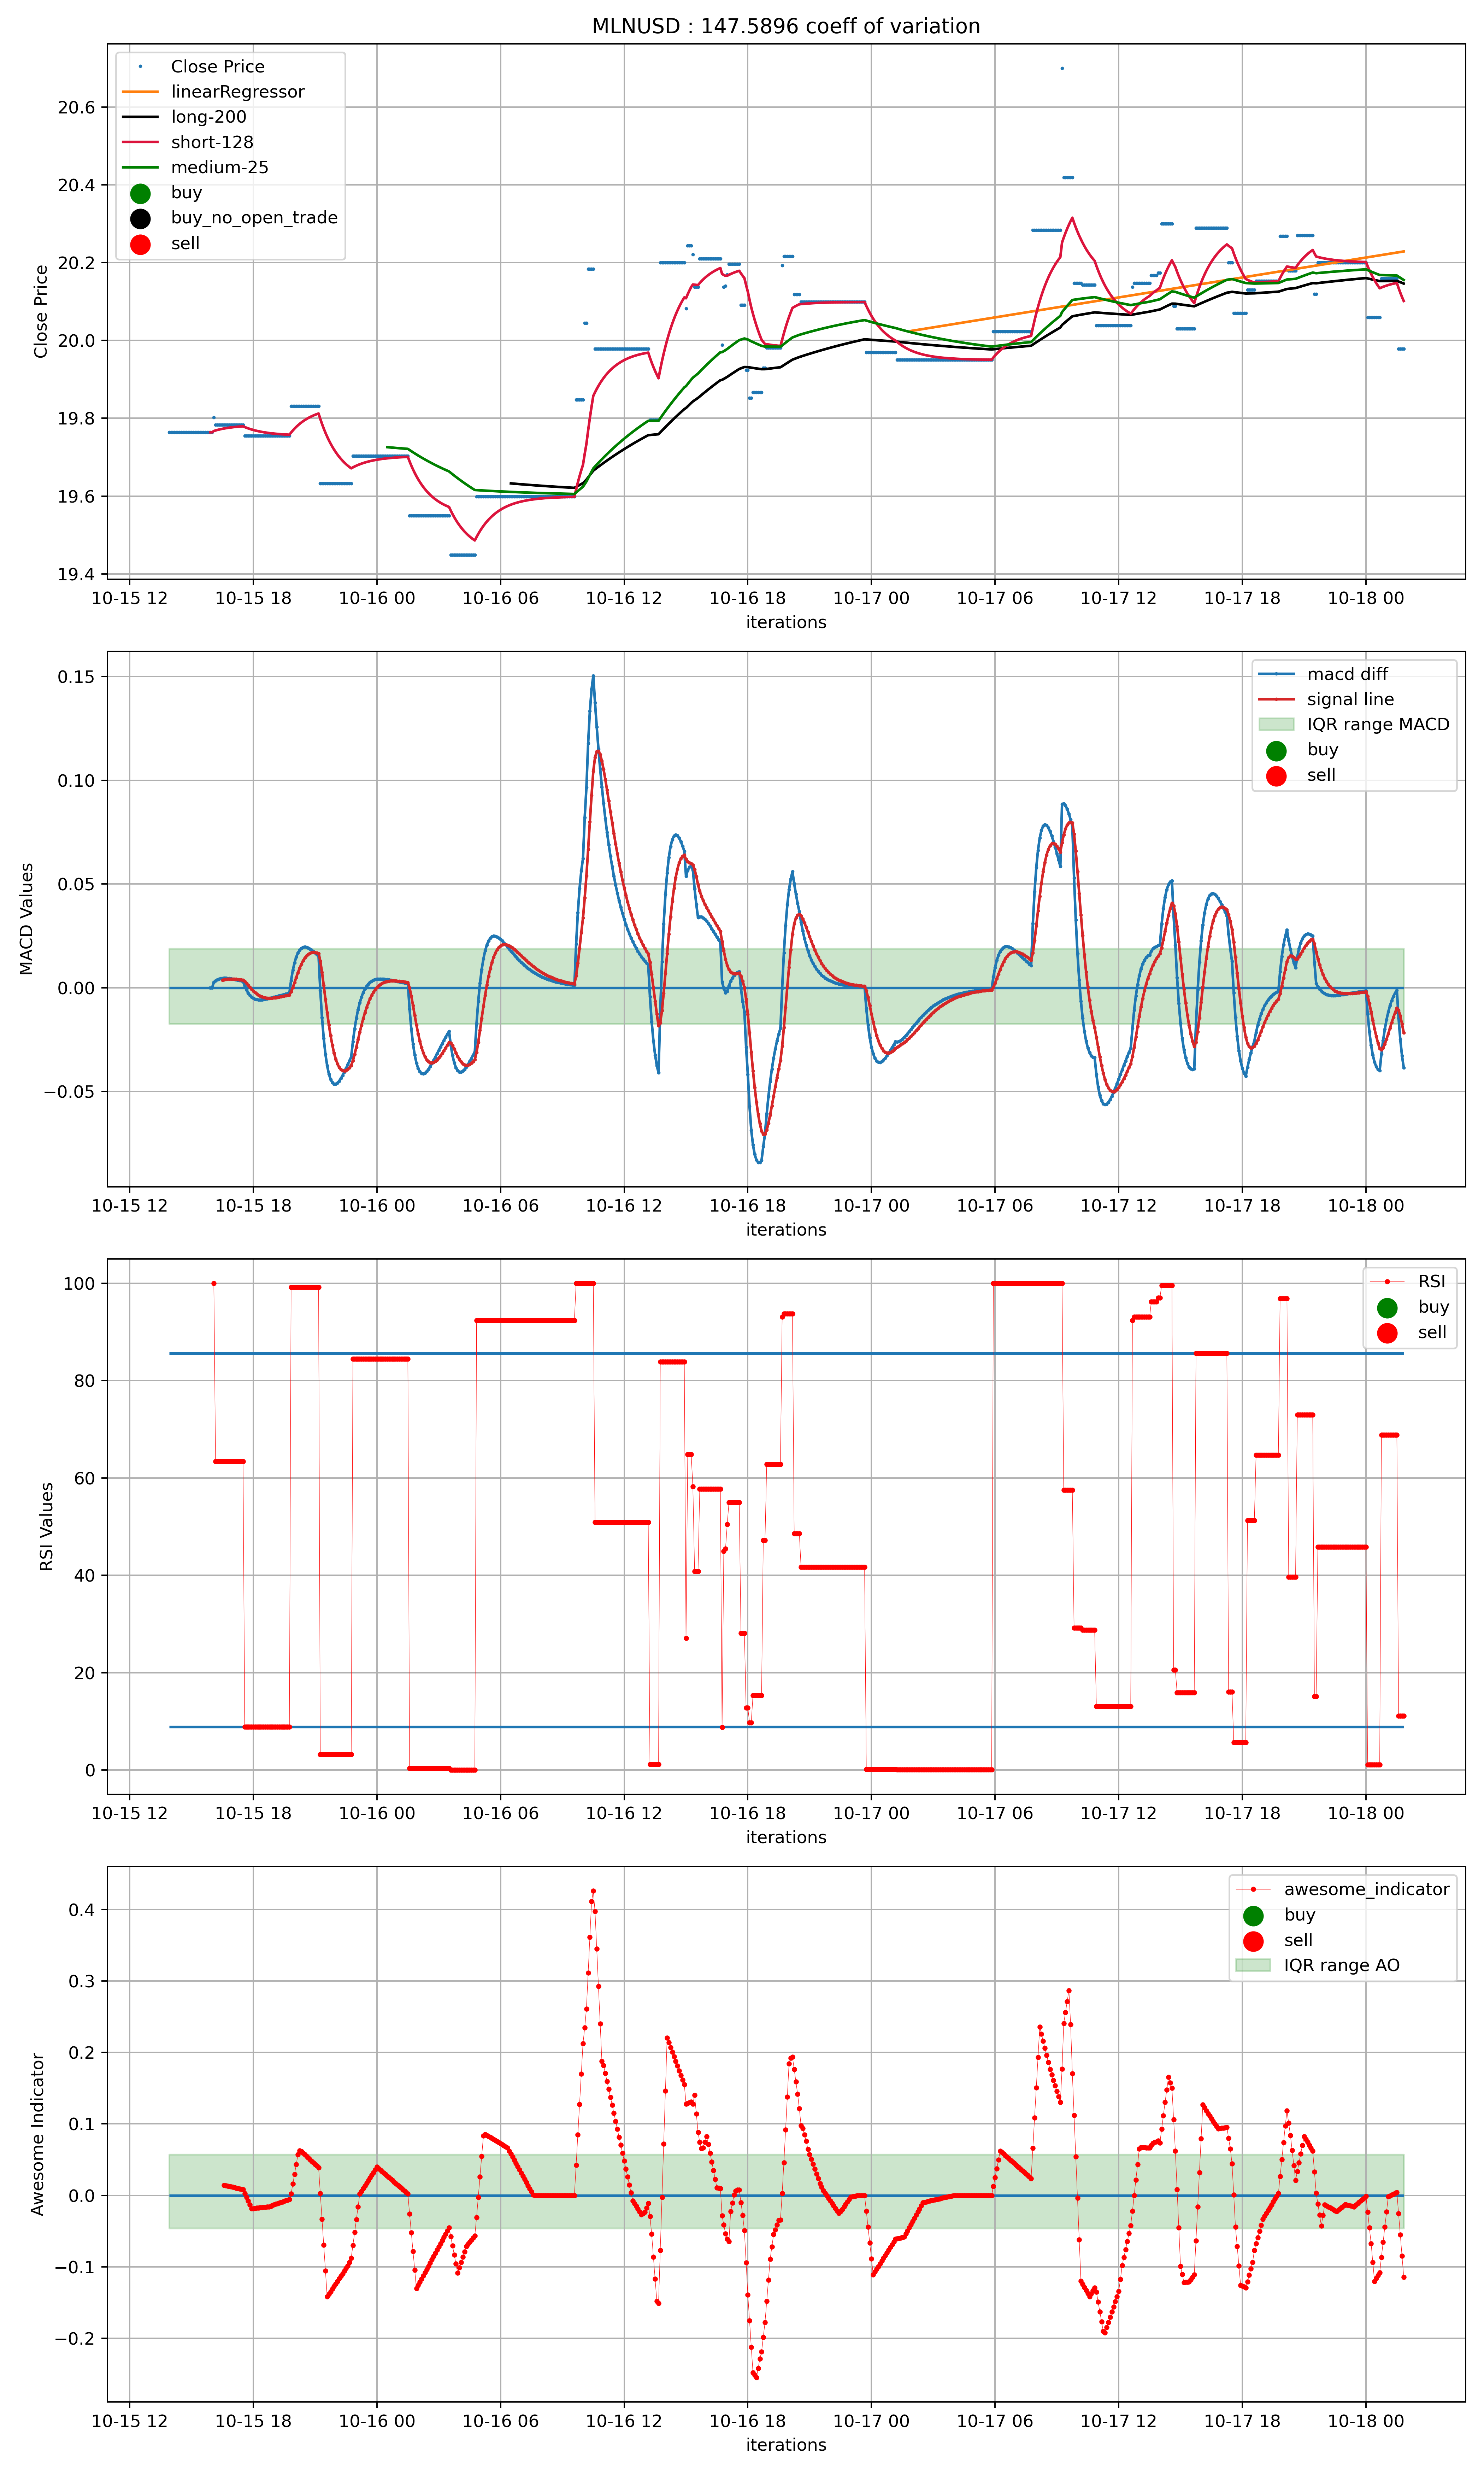 MLNUSD : 147.5896 coeff of variation
Close Price
linearRegressor
long-200
short-128
medium-25
buy
buy_no_open_trade
sell
Close Price
20.6
20.4
20.2
20.0
19.8
19.6
19.4
10-15 12 10-15 18 10-16 00 10-16 06 10-16 12 10-16 18 10-17 00 10-17 06 10-17 12 10-17 18 10-18 00
iterations
macd diff
signal line
IQR range MACD
buy
sell
MACD Values
0.15
0.10
0.05
0.00
−0.05
10-15 12 10-15 18 10-16 00 10-16 06 10-16 12 10-16 18 10-17 00 10-17 06 10-17 12 10-17 18 10-18 00
iterations
RSI
buy
sell
RSI Values
100
80
60
40
20
0
10-15 12 10-15 18 10-16 00 10-16 06 10-16 12 10-16 18 10-17 00 10-17 06 10-17 12 10-17 18 10-18 00
iterations
awesome_indicator
buy
sell
IQR range AO
Awesome Indicator
0.4
0.3
0.2
0.1
0.0
−0.1
−0.2
10-15 12 10-15 18 10-16 00 10-16 06 10-16 12 10-16 18 10-17 00 10-17 06 10-17 12 10-17 18 10-18 00
iterations